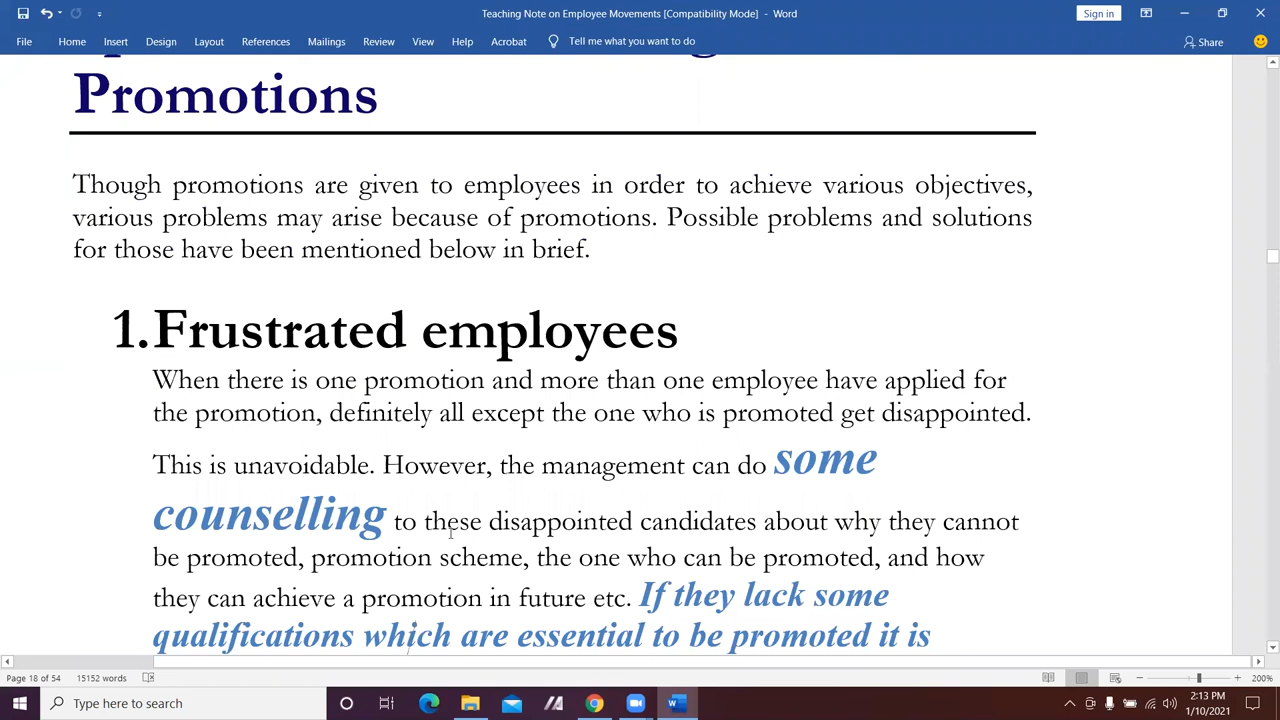 Teaching Note on Employee Movements [Compatibility Mode] - Word
Sign in
File Home Insert Design Layout References Mailings Review View Help Acrobat Tell me what you want to do Share
Promotions
Though promotions are given to employees in order to achieve various objectives,
various problems may arise because of promotions. Possible problems and solutions
for those have been mentioned below in brief.
1.Frustrated employees
When there is one promotion and more than one employee have applied for
the promotion, definitely all except the one who is promoted get disappointed.
This is unavoidable. However, the management can do some
counselling to these disappointed candidates about why they cannot
be promoted, promotion scheme, the one who can be promoted, and how
they can achieve a promotion in future etc. If they lack some
qualifications which are essential to be promoted it is
Page 18 of 54 15152 words 200%
Type here to search
2:13 PM
1/10/2021